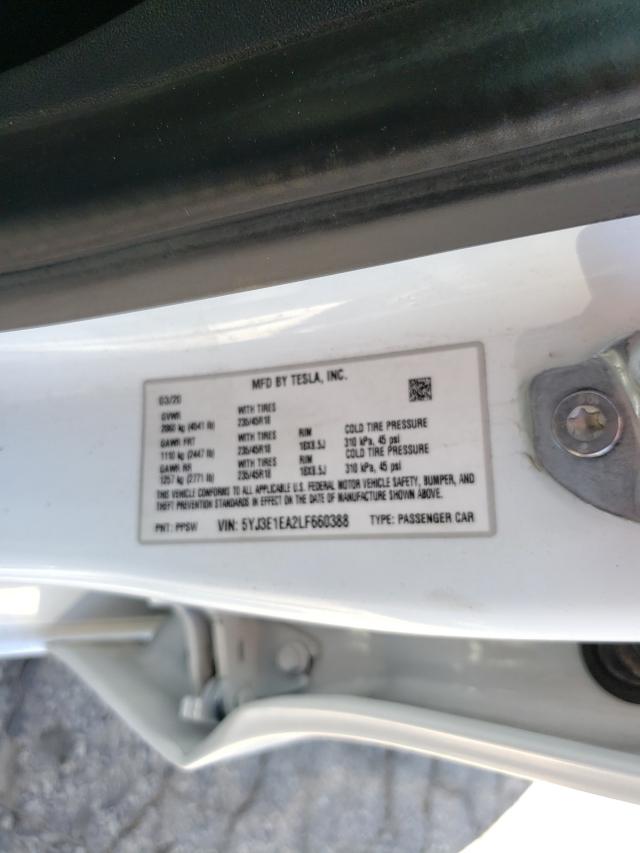 MFD BY TESLA, INC.
03/20
GVWR WITH TIRES
2060 kg (4541 lb) 235/45R18 RIM COLD TIRE PRESSURE
GAWR FRT WITH TIRES
1110 kg (2447 lb) 235/45R18 18X8.5J 310 kPa, 45 psi
GAWR RR WITH TIRES RIM COLD TIRE PRESSURE
1257 kg (2771 lb) 235/45R18 18X8.5J 310 kPa, 45 psi
THIS VEHICLE CONFORMS TO ALL APPLICABLE U.S. FEDERAL MOTOR VEHICLE SAFETY, BUMPER, AND
THEFT PREVENTION STANDARDS IN EFFECT ON THE DATE OF MANUFACTURE SHOWN ABOVE.
PNT: PPSW VIN: 5YJ3E1EA2LF660388 TYPE: PASSENGER CAR